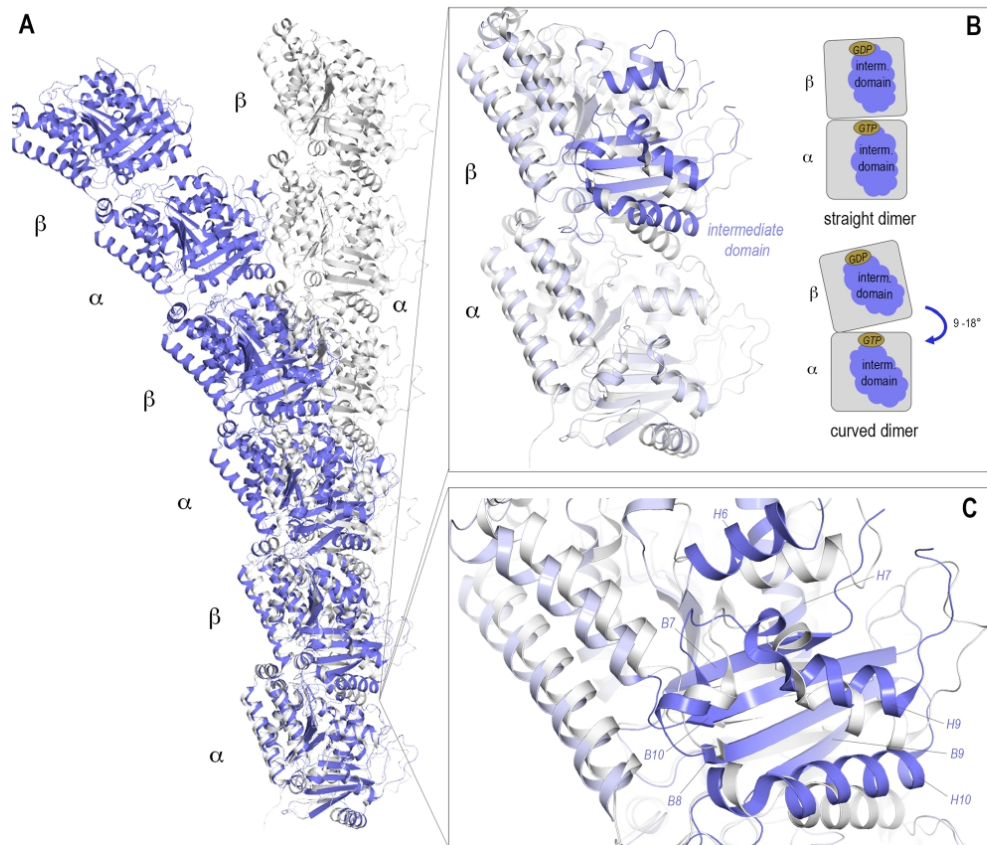 A
β
β
α
β
α
α
β
α
B
β
α
intermediate
domain
β
GDP
interm.
domain
α
GTP
interm.
domain
straight dimer
β
GDP
interm.
domain
9 -18°
α
GTP
interm.
domain
curved dimer
C
H6
H7
B7
H9
B10
B9
B8
H10